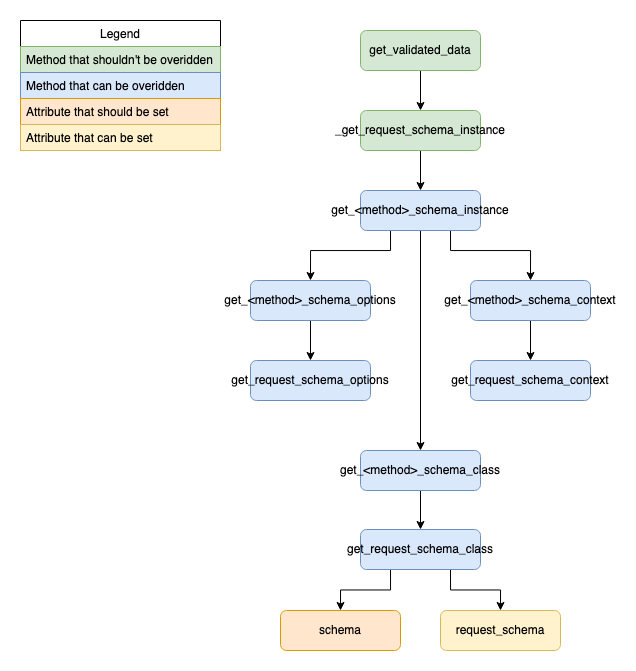 Legend
Method that shouldn't be overidden
Method that can be overidden
Attribute that should be set
Attribute that can be set
get_validated_data
_get_request_schema_instance
get_<method>_schema_instance
get_<method>_schema_options
get_<method>_schema_context
get_request_schema_options
get_request_schema_context
get_<method>_schema_class
get_request_schema_class
schema
request_schema